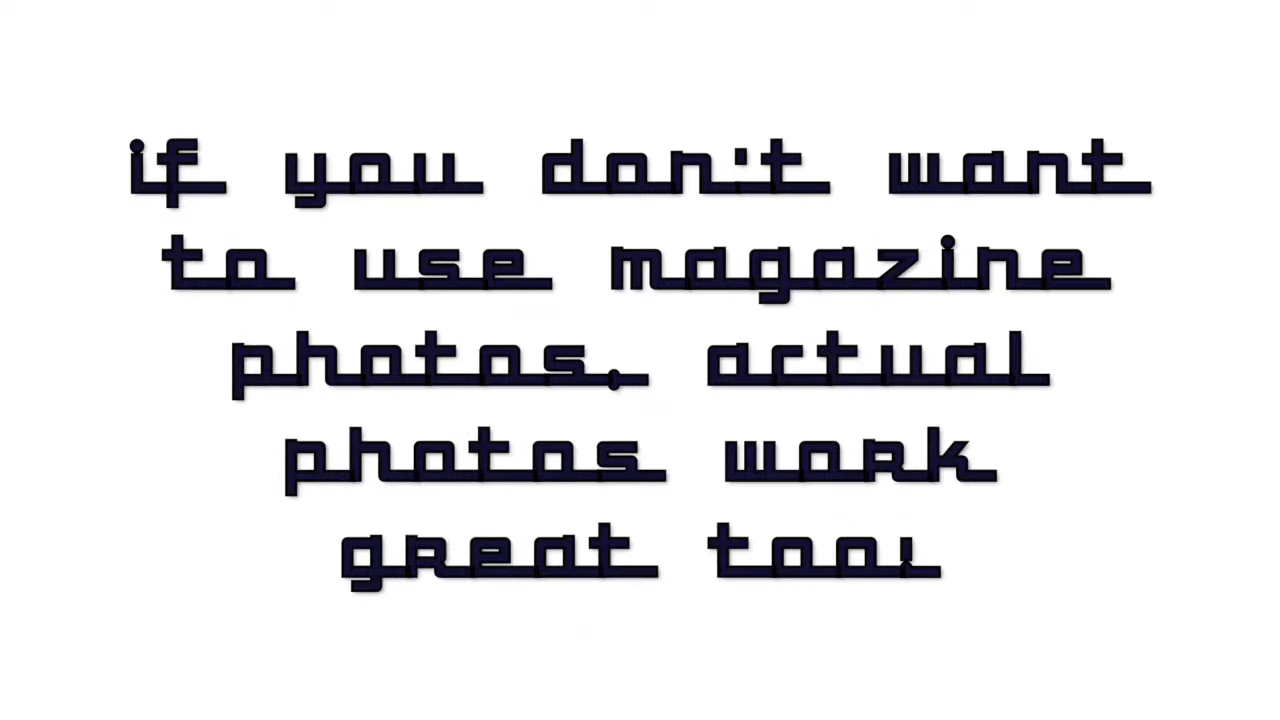 if you don't want
to use magazine
photos, actual
photos work
great too!